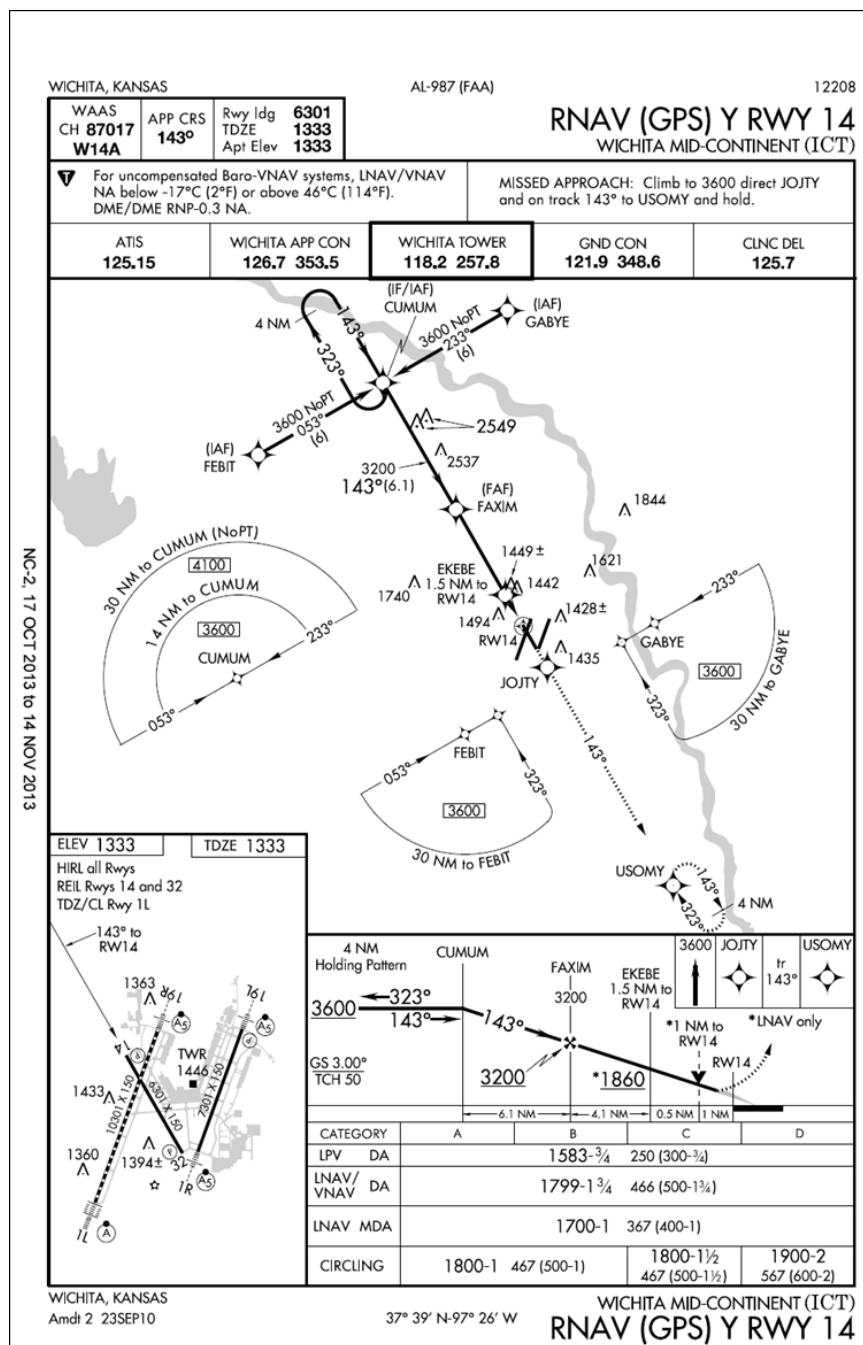 WICHITA, KANSAS
AL-987 (FAA)
12208
WAAS
CH 87017
W14A
APP CRS
143°
Rwy ldg 6301
TDZE 1333
Apt Elev 1333
RNAV (GPS) Y RWY 14
WICHITA MID-CONTINENT (ICT)
T
For uncompensated Baro-VNAV systems, LNAV/VNAV
NA below -17°C (2°F) or above 46°C (114°F).
DME/DME RNP-0.3 NA.
MISSED APPROACH: Climb to 3600 direct JOJTY
and on track 143° to USOMY and hold.
ATIS
125.15
WICHITA APP CON
126.7 353.5
WICHITA TOWER
118.2 257.8
GND CON
121.9 348.6
CLNC DEL
125.7
(IF/IAF)
CUMUM
(IAF)
GABYE
4 NM
143°
323°
3600 NoPT
233°
(6)
3600 NoPT
053°
(6)
(IAF)
FEBIT
2549
2537
3200
143°(6.1)
(FAF)
FAXIM
1844
30 NM to CUMUM (NoPT)
4100
14 NM to CUMUM
3600
CUMUM
053°
233°
EKEBE
1.5 NM to
RW14
1449±
1442
1740
1494
RW14
1621
1428±
1435
JOJTY
233°
GABYE
3600
323°
30 NM to GABYE
053°
FEBIT
323°
3600
30 NM to FEBIT
143°
USOMY
143°
323°
4 NM
NC-2, 17 OCT 2013 to 14 NOV 2013
ELEV 1333
TDZE 1333
HIRL all Rwys
REIL Rwys 14 and 32
TDZ/CL Rwy 1L
143° to
RW14
1363
19R
19L
A5
A5
14
P
P
TWR
1446
1433
10301 X 150
6301 X 150
7301 X 150
1360
1394±
P
32
1R
A5
1L
A
4 NM
Holding Pattern
CUMUM
FAXIM
3200
EKEBE
1.5 NM to
RW14
3600
JOJTY
tr
143°
USOMY
3600
323°
143°
143°
*1 NM to
RW14
*LNAV only
RW14
GS 3.00°
TCH 50
3200
*1860
6.1 NM
4.1 NM
0.5 NM
1 NM
CATEGORY A B C D
LPV DA 1583-¾ 250 (300-¾)
LNAV/
VNAV DA 1799-1¾ 466 (500-1¾)
LNAV MDA 1700-1 367 (400-1)
CIRCLING
1800-1 467 (500-1)
1800-1½
467 (500-1½)
1900-2
567 (600-2)
WICHITA, KANSAS
Amdt 2 23SEP10
37° 39′ N-97° 26′ W
WICHITA MID-CONTINENT (ICT)
RNAV (GPS) Y RWY 14